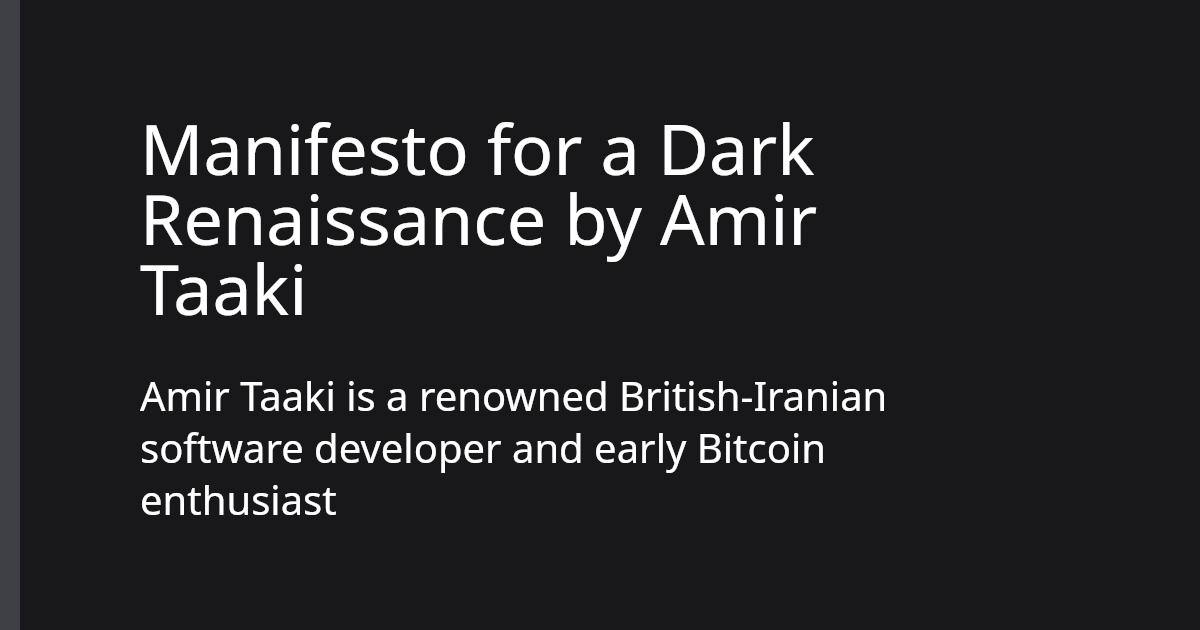 Manifesto for a Dark
Renaissance by Amir
Taaki
Amir Taaki is a renowned British-Iranian
software developer and early Bitcoin
enthusiast